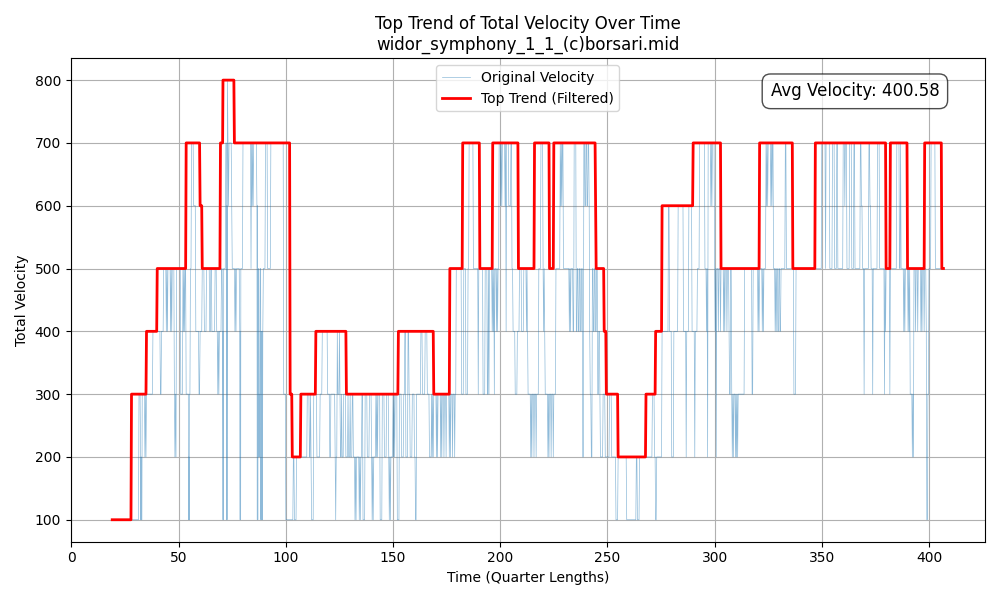 Top Trend of Total Velocity Over Time
widor_symphony_1_1_(c)borsari.mid
Original Velocity
Top Trend (Filtered)
Avg Velocity: 400.58
Total Velocity
800
700
600
500
400
300
200
100
0 50 100 150 200 250 300 350 400
Time (Quarter Lengths)